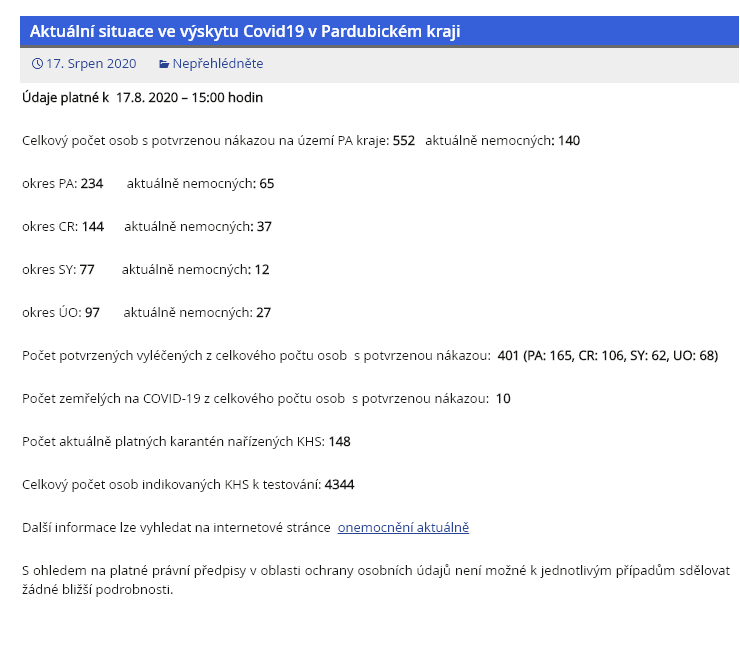 Aktuální situace ve výskytu Covid19 v Pardubickém kraji
17. Srpen 2020 Nepřehlédněte
Údaje platné k 17.8. 2020 – 15:00 hodin
Celkový počet osob s potvrzenou nákazou na území PA kraje: 552 aktuálně nemocných: 140
okres PA: 234 aktuálně nemocných: 65
okres CR: 144 aktuálně nemocných: 37
okres SY: 77 aktuálně nemocných: 12
okres ÚO: 97 aktuálně nemocných: 27
Počet potvrzených vyléčených z celkového počtu osob s potvrzenou nákazou: 401 (PA: 165, CR: 106, SY: 62, UO: 68)
Počet zemřelých na COVID-19 z celkového počtu osob s potvrzenou nákazou: 10
Počet aktuálně platných karantén nařízených KHS: 148
Celkový počet osob indikovaných KHS k testování: 4344
Další informace lze vyhledat na internetové stránce onemocnění aktuálně
S ohledem na platné právní předpisy v oblasti ochrany osobních údajů není možné k jednotlivým případům sdělovat
žádné bližší podrobnosti.